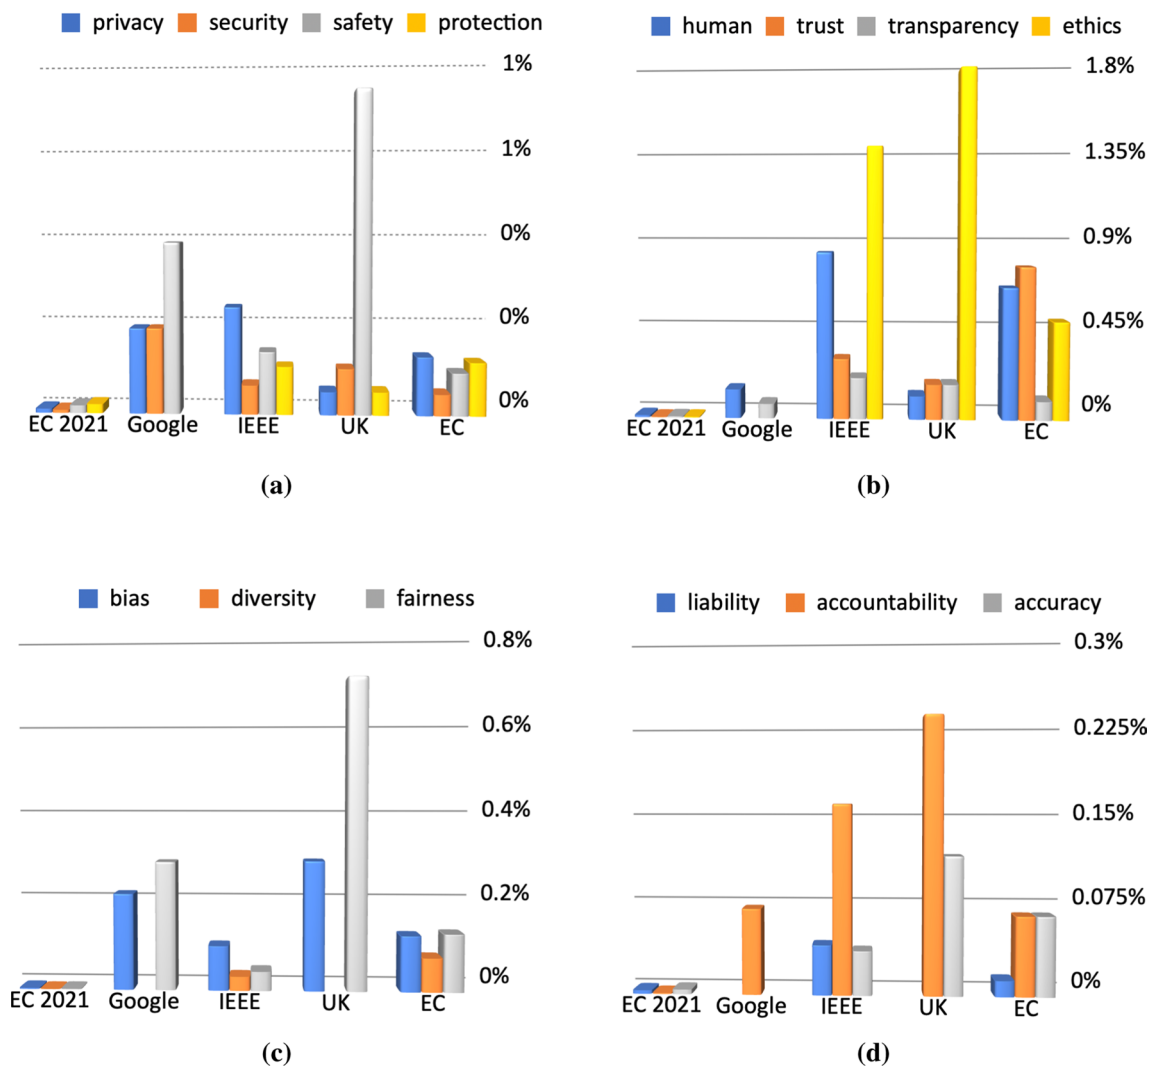 privacy security safety protection
1%
1%
0%
0%
0%
EC 2021 Google IEEE UK EC
(a)
human trust transparency ethics
1.8%
1.35%
0.9%
0.45%
0%
EC 2021 Google IEEE UK EC
(b)
bias diversity fairness
0.8%
0.6%
0.4%
0.2%
0%
EC 2021 Google IEEE UK EC
(c)
liability accountability accuracy
0.3%
0.225%
0.15%
0.075%
0%
EC 2021 Google IEEE UK EC
(d)